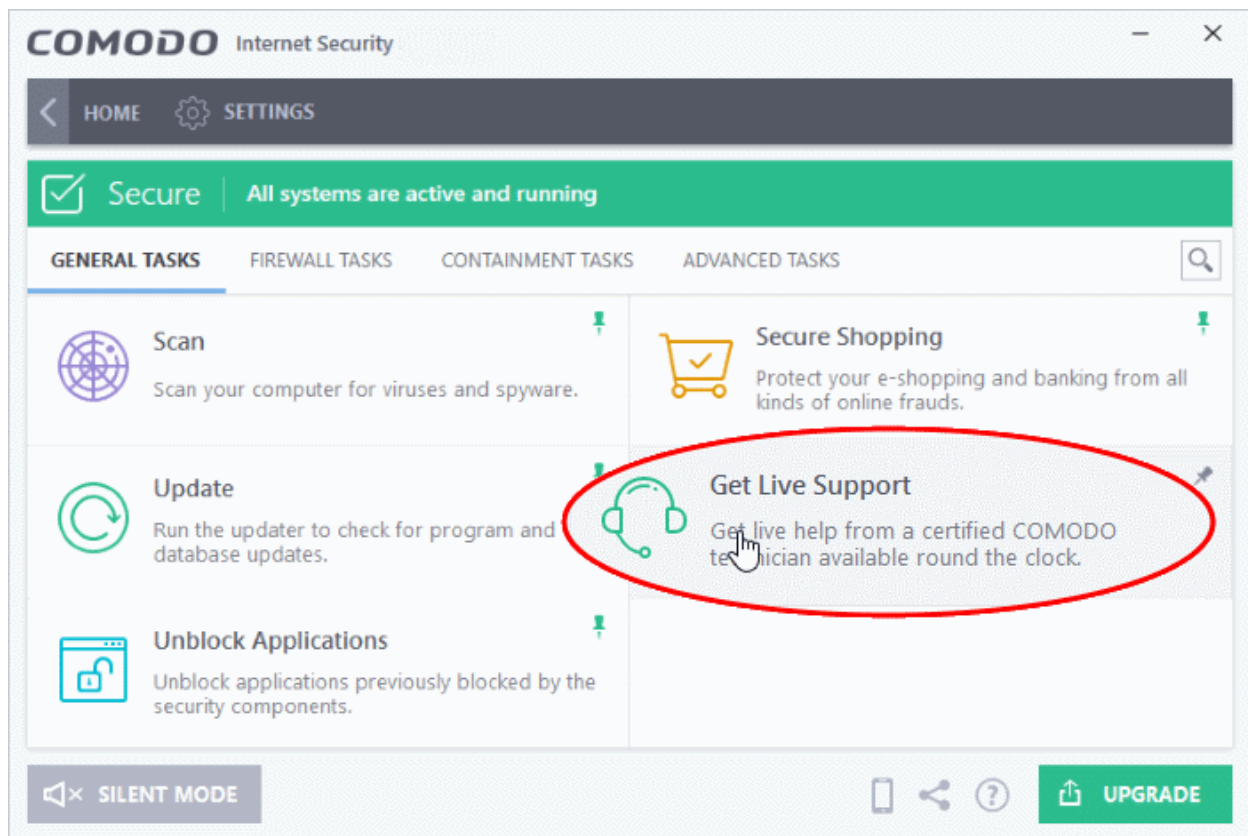 COMODO Internet Security
HOME SETTINGS
Secure All systems are active and running
GENERAL TASKS FIREWALL TASKS CONTAINMENT TASKS ADVANCED TASKS
Scan
Scan your computer for viruses and spyware.
Secure Shopping
Protect your e-shopping and banking from all
kinds of online frauds.
Update
Run the updater to check for program and
database updates.
Get Live Support
Get live help from a certified COMODO
technician available round the clock.
Unblock Applications
Unblock applications previously blocked by the
security components.
SILENT MODE
UPGRADE